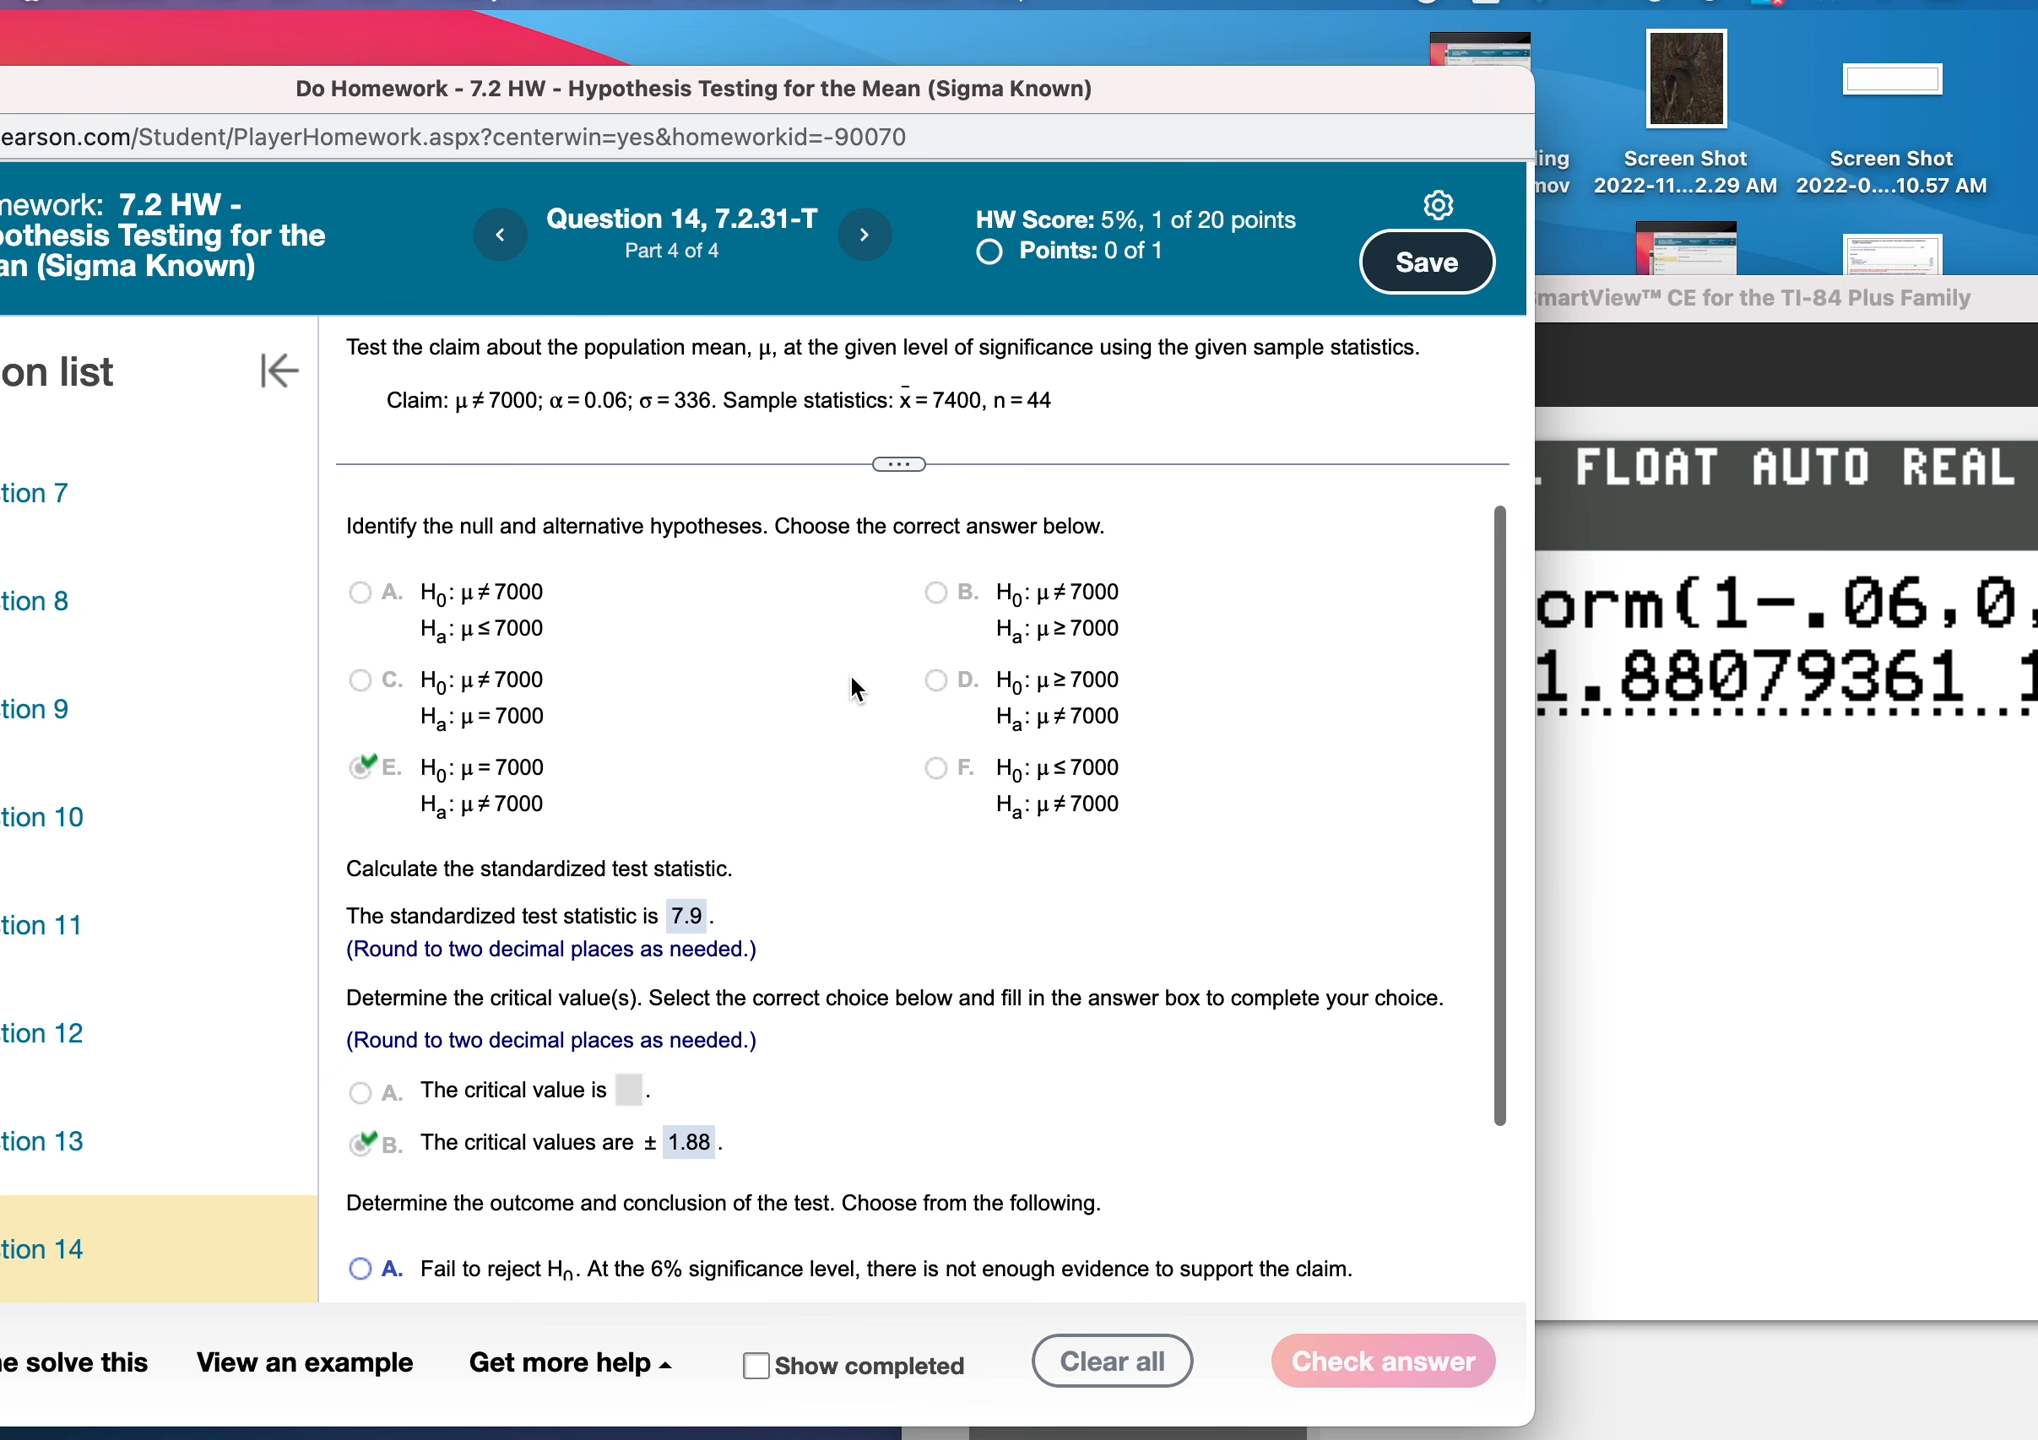 Do Homework - 7.2 HW - Hypothesis Testing for the Mean (Sigma Known)
earson.com/Student/PlayerHomework.aspx?centerwin=yes&homeworkid=-90070
mework: 7.2 HW -
othesis Testing for the
an (Sigma Known)
Question 14, 7.2.31-T
Part 4 of 4
HW Score: 5%, 1 of 20 points
Points: 0 of 1
Save
on list
tion 7
tion 8
tion 9
tion 10
tion 11
tion 12
tion 13
tion 14
Test the claim about the population mean, μ, at the given level of significance using the given sample statistics.
Claim: μ ≠ 7000; α = 0.06; σ = 336. Sample statistics: x̄ = 7400, n = 44
Identify the null and alternative hypotheses. Choose the correct answer below.
A. H0: μ ≠ 7000
Ha: μ ≤ 7000
B. H0: μ ≠ 7000
Ha: μ ≥ 7000
C. H0: μ ≠ 7000
Ha: μ = 7000
D. H0: μ ≥ 7000
Ha: μ ≠ 7000
E. H0: μ = 7000
Ha: μ ≠ 7000
F. H0: μ ≤ 7000
Ha: μ ≠ 7000
Calculate the standardized test statistic.
The standardized test statistic is 7.9 .
(Round to two decimal places as needed.)
Determine the critical value(s). Select the correct choice below and fill in the answer box to complete your choice.
(Round to two decimal places as needed.)
A. The critical value is .
B. The critical values are ± 1.88 .
Determine the outcome and conclusion of the test. Choose from the following.
A. Fail to reject H0. At the 6% significance level, there is not enough evidence to support the claim.
e solve this
View an example
Get more help
Show completed
Clear all
Check answer
ing
mov
Screen Shot
2022-11...2.29 AM
Screen Shot
2022-0....10.57 AM
martView™ CE for the TI-84 Plus Family
FLOAT AUTO REAL
orm(1-.06,0,
1.88079361 1